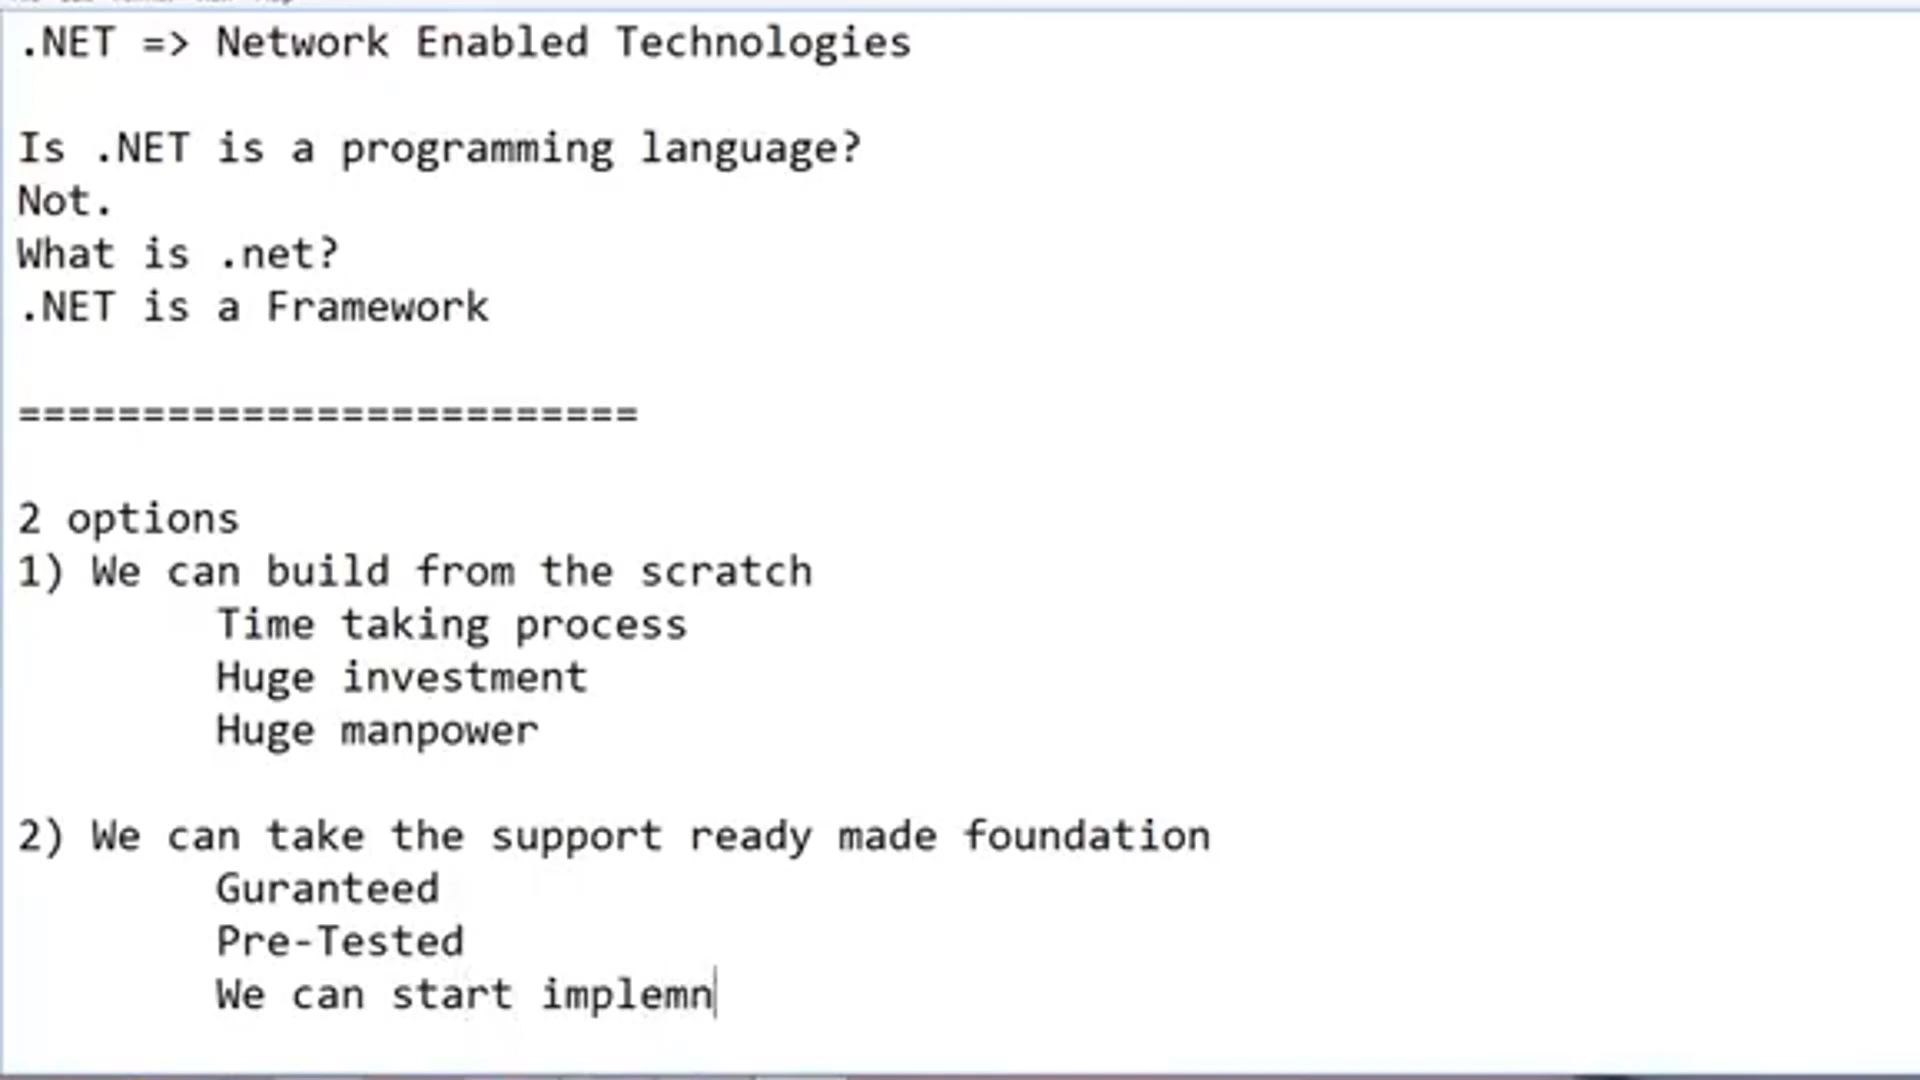 .NET => Network Enabled Technologies
Is .NET is a programming language?
Not.
What is .net?
.NET is a Framework
=========================
2 options
1) We can build from the scratch
Time taking process
Huge investment
Huge manpower
2) We can take the support ready made foundation
Guranteed
Pre-Tested
We can start implemn